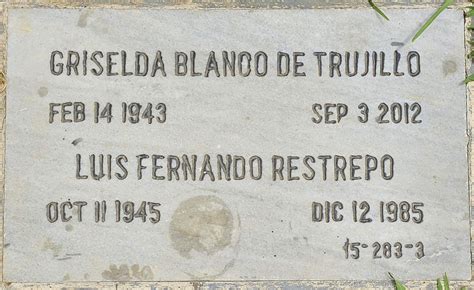 GRISELDA BLANCO DE TRUJILLO
FEB 14 1943 SEP 3 2012
LUIS FERNANDO RESTREPO
OCT 11 1945 DIC 12 1985
15-283-3